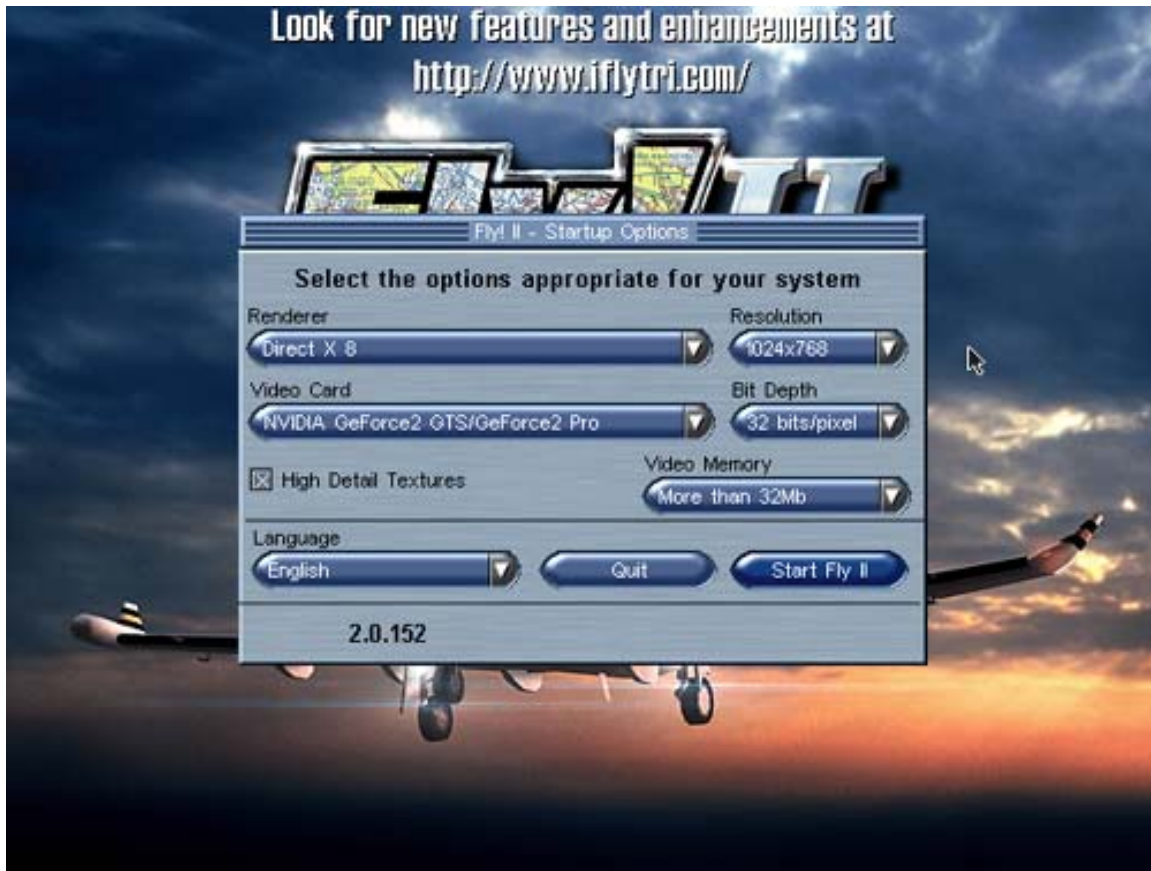 Look for new features and enhancements at
http://www.iflytri.com/
Fly! II
Fly! II - Startup Options
Select the options appropriate for your system
Renderer
Resolution
Direct X 8
1024x768
Video Card
Bit Depth
NVIDIA GeForce2 GTS/GeForce2 Pro
32 bits/pixel
High Detail Textures
Video Memory
More than 32Mb
Language
English
Quit
Start Fly II
2.0.152